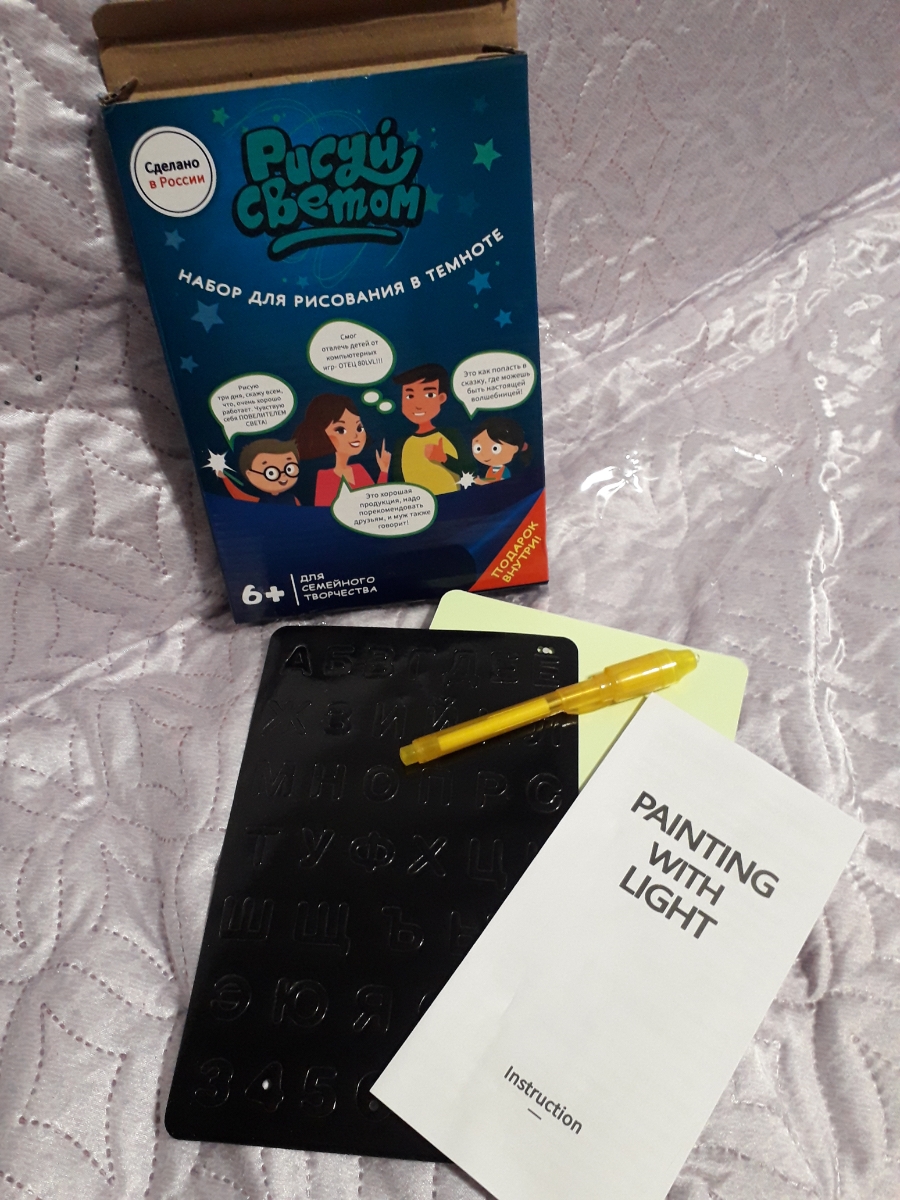 Сделано
в России
Рисуй
светом
НАБОР ДЛЯ РИСОВАНИЯ В ТЕМНОТЕ
Смог
отвлечь детей от
компьютерных
игр- ОТЕЦ 80LVL!!!
Рисую
три дня, скажу всем,
что, очень хорошо
работает. Чувствую
себя ПОВЕЛИТЕЛЕМ
СВЕТА!
Это как попасть в
сказку, где можешь
быть настоящей
волшебницей!
Это хорошая
продукция, надо
порекомендовать
друзьям, и муж также
говорит!
ПОДАРОК
ВНУТРИ!
6+
ДЛЯ
СЕМЕЙНОГО
ТВОРЧЕСТВА
А Б В Г Д Е Ё
Ж З И Й К Л
М Н О П Р С
Т У Ф Х Ц
Ш Щ Ъ
Э Ю Я
3 4 5 6
PAINTING
WITH
LIGHT
Instruction